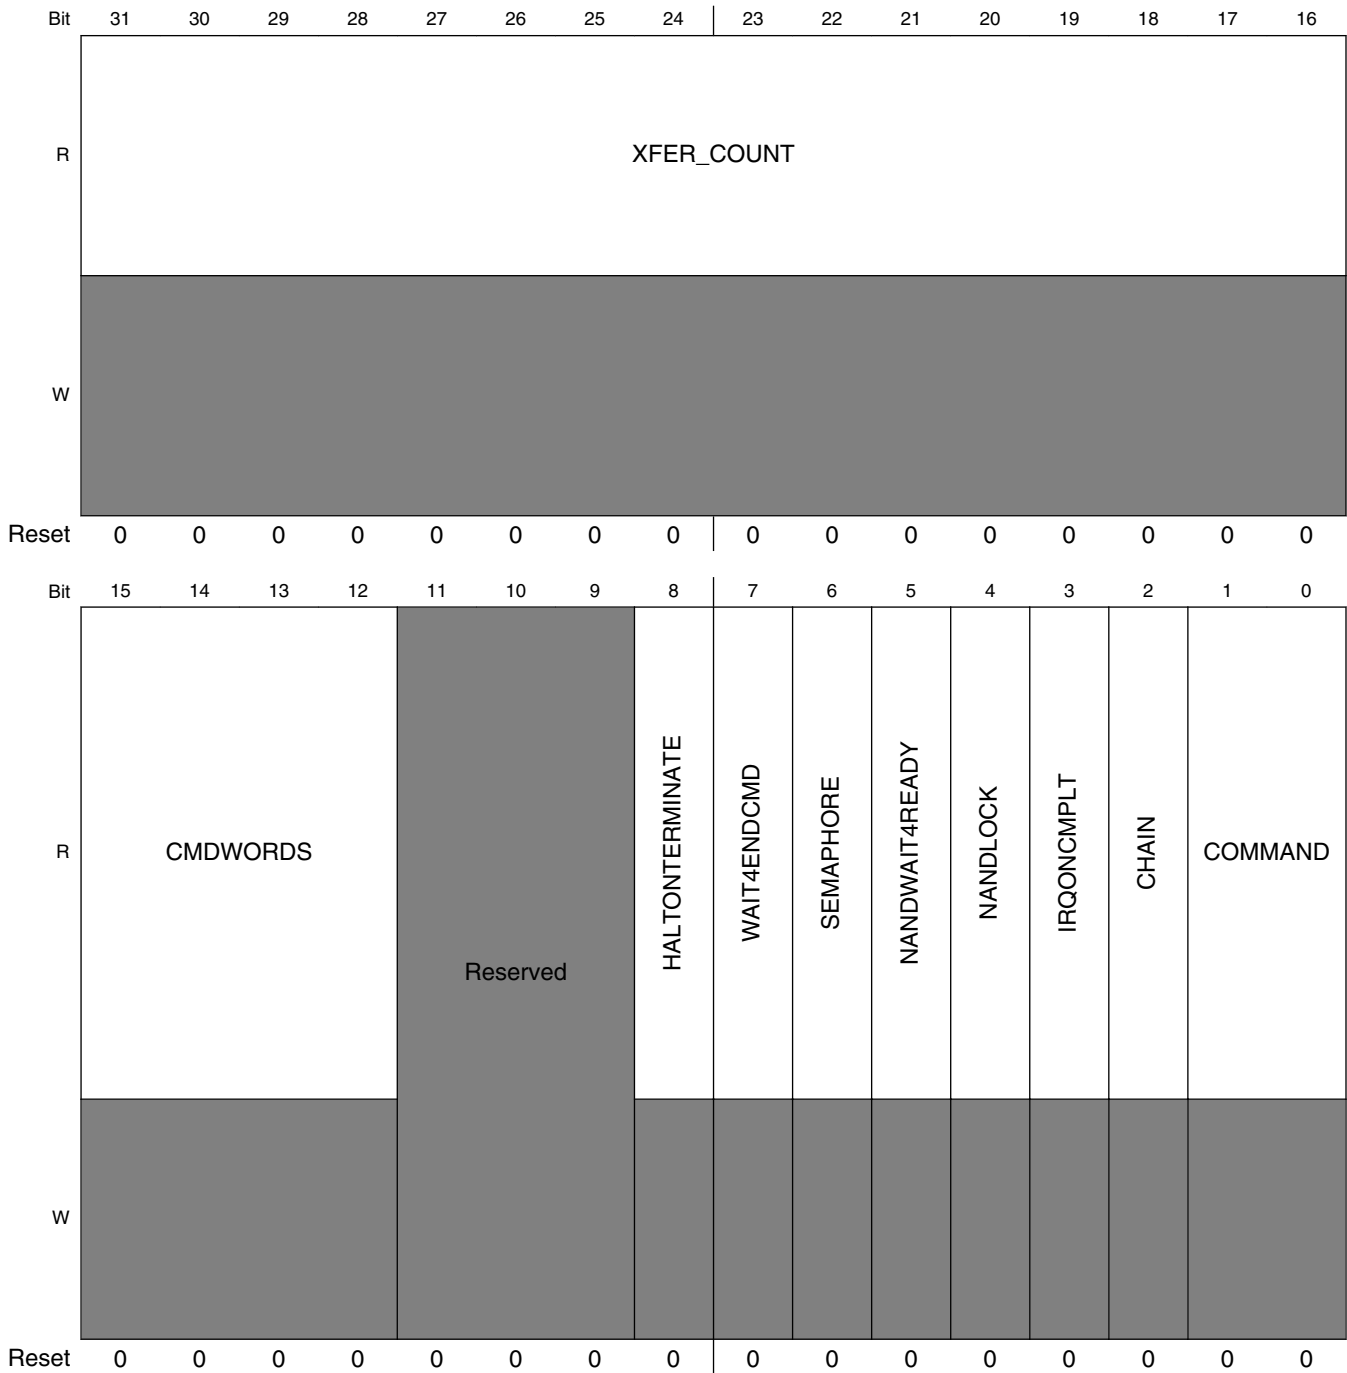 Bit 31 30 29 28 27 26 25 24 23 22 21 20 19 18 17 16
R XFER_COUNT
W
Reset 0 0 0 0 0 0 0 0 0 0 0 0 0 0 0 0
Bit 15 14 13 12 11 10 9 8 7 6 5 4 3 2 1 0
R CMDWORDS Reserved HALTONTERMINATE WAIT4ENDCMD SEMAPHORE NANDWAIT4READY NANDLOCK IRQONCMPLT CHAIN COMMAND
W
Reset 0 0 0 0 0 0 0 0 0 0 0 0 0 0 0 0